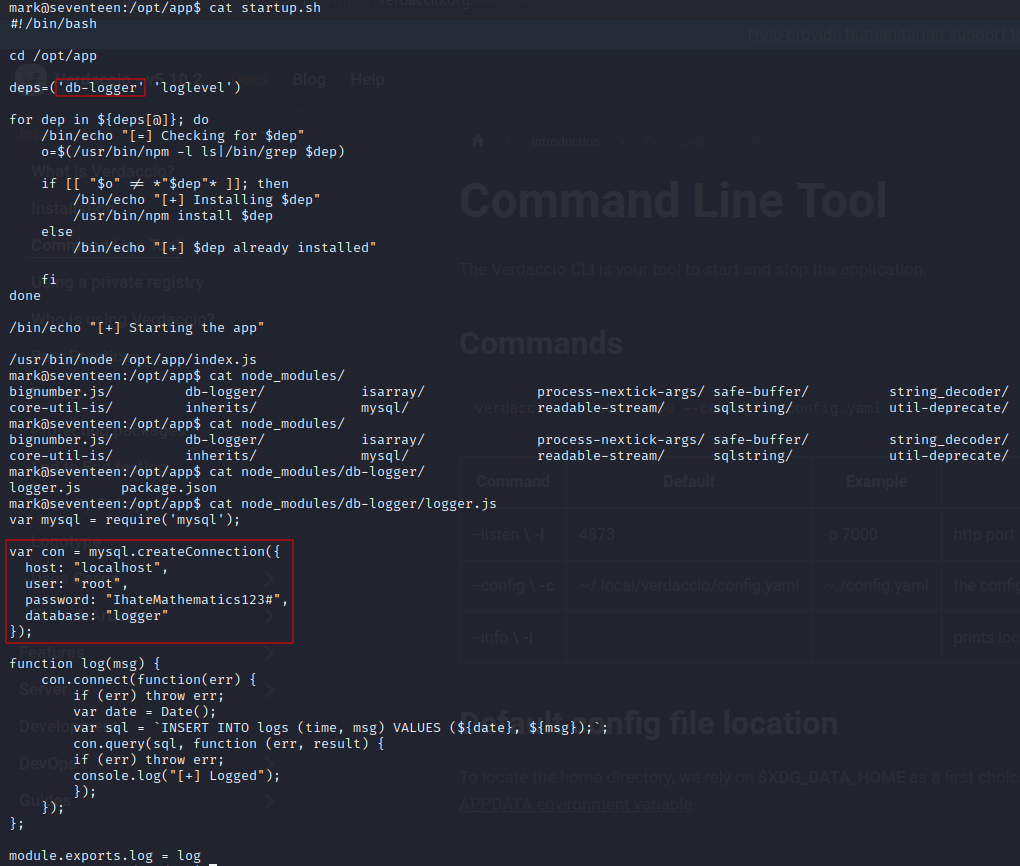 mark@seventeen:/opt/app$ cat startup.sh
#!/bin/bash
cd /opt/app
deps=('db-logger' 'loglevel')
for dep in ${deps[@]}; do
/bin/echo "[=] Checking for $dep"
o=$(/usr/bin/npm -l ls|/bin/grep $dep)
if [[ "$o" != *"$dep"* ]]; then
/bin/echo "[+] Installing $dep"
/usr/bin/npm install $dep
else
/bin/echo "[+] $dep already installed"
fi
done
/bin/echo "[+] Starting the app"
/usr/bin/node /opt/app/index.js
mark@seventeen:/opt/app$ cat node_modules/
bignumber.js/ db-logger/ isarray/ process-nextick-args/ safe-buffer/ string_decoder/
core-util-is/ inherits/ mysql/ readable-stream/ sqlstring/ util-deprecate/
mark@seventeen:/opt/app$ cat node_modules/
bignumber.js/ db-logger/ isarray/ process-nextick-args/ safe-buffer/ string_decoder/
core-util-is/ inherits/ mysql/ readable-stream/ sqlstring/ util-deprecate/
mark@seventeen:/opt/app$ cat node_modules/db-logger/
logger.js package.json
mark@seventeen:/opt/app$ cat node_modules/db-logger/logger.js
var mysql = require('mysql');
var con = mysql.createConnection({
host: "localhost",
user: "root",
password: "IhateMathematics123#",
database: "logger"
});
function log(msg) {
con.connect(function(err) {
if (err) throw err;
var date = Date();
var sql = `INSERT INTO logs (time, msg) VALUES (${date}, ${msg});`;
con.query(sql, function (err, result) {
if (err) throw err;
console.log("[+] Logged");
});
});
};
module.exports.log = log
Help provide humanitarian support
Blog Help
Introduction
Command Line Tool
Using a private registry
The Verdaccio CLI is your tool to start and stop the application.
Commands
Command Default Example
--listen \ -l 4873 -p 7000 http port
--config \ -c ~/.local/verdaccio/config.yaml ~./config.yaml the config
--info \ -i prints loc
Features
Server
DevOps
Guides
Default config file location
To locate the home directory, we rely on $XDG_DATA_HOME as a first choic
APPDATA environment variable.